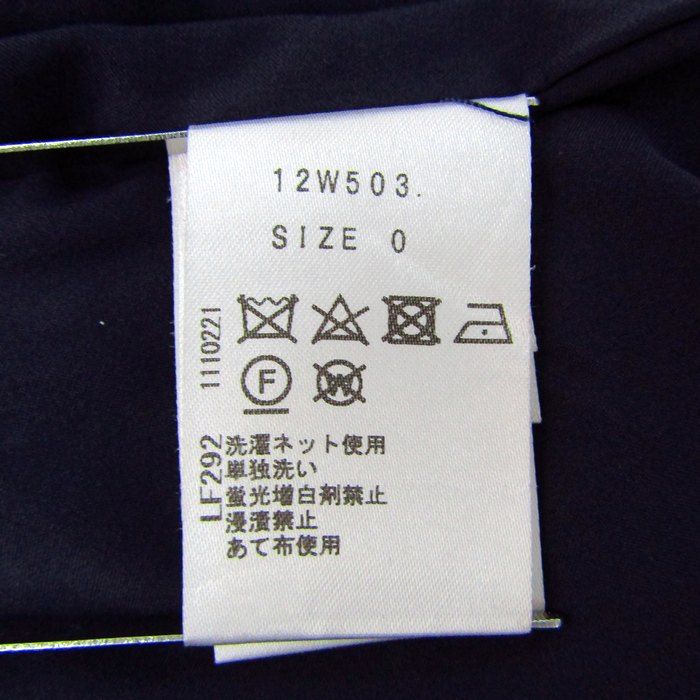 12W503.
SIZE 0
1110221
F
W
LF292
洗濯ネット使用
単独洗い
蛍光増白剤禁止
浸漬禁止
あて布使用